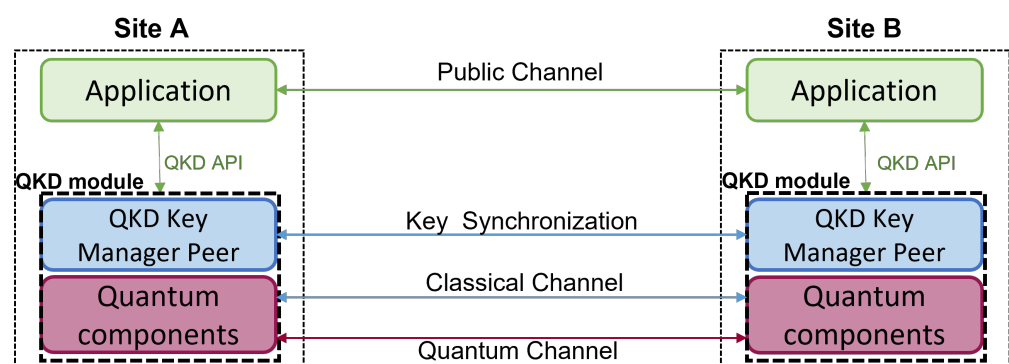 Site A
Site B
Application
Public Channel
Application
QKD API
QKD API
QKD module
QKD module
QKD Key
Manager Peer
Key Synchronization
QKD Key
Manager Peer
Classical Channel
Quantum
components
Quantum
components
Quantum Channel